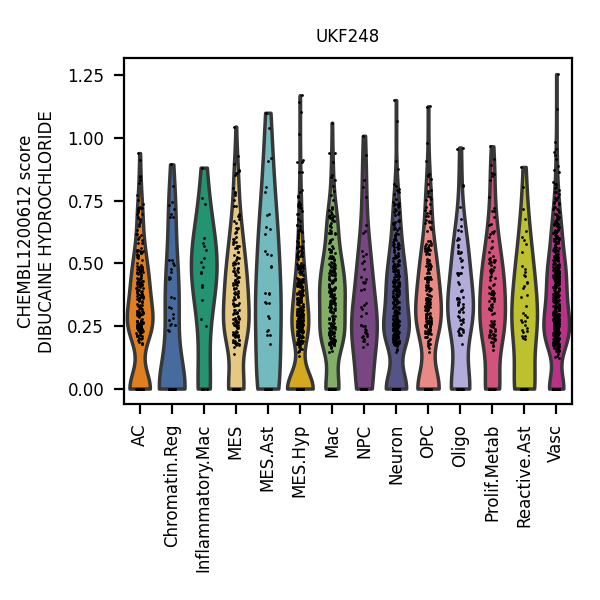 UKF248
CHEMBL1200612 score
DIBUCAINE HYDROCHLORIDE
1.25
1.00
0.75
0.50
0.25
0.00
AC
Chromatin.Reg
Inflammatory.Mac
MES
MES.Ast
MES.Hyp
Mac
NPC
Neuron
OPC
Oligo
Prolif.Metab
Reactive.Ast
Vasc